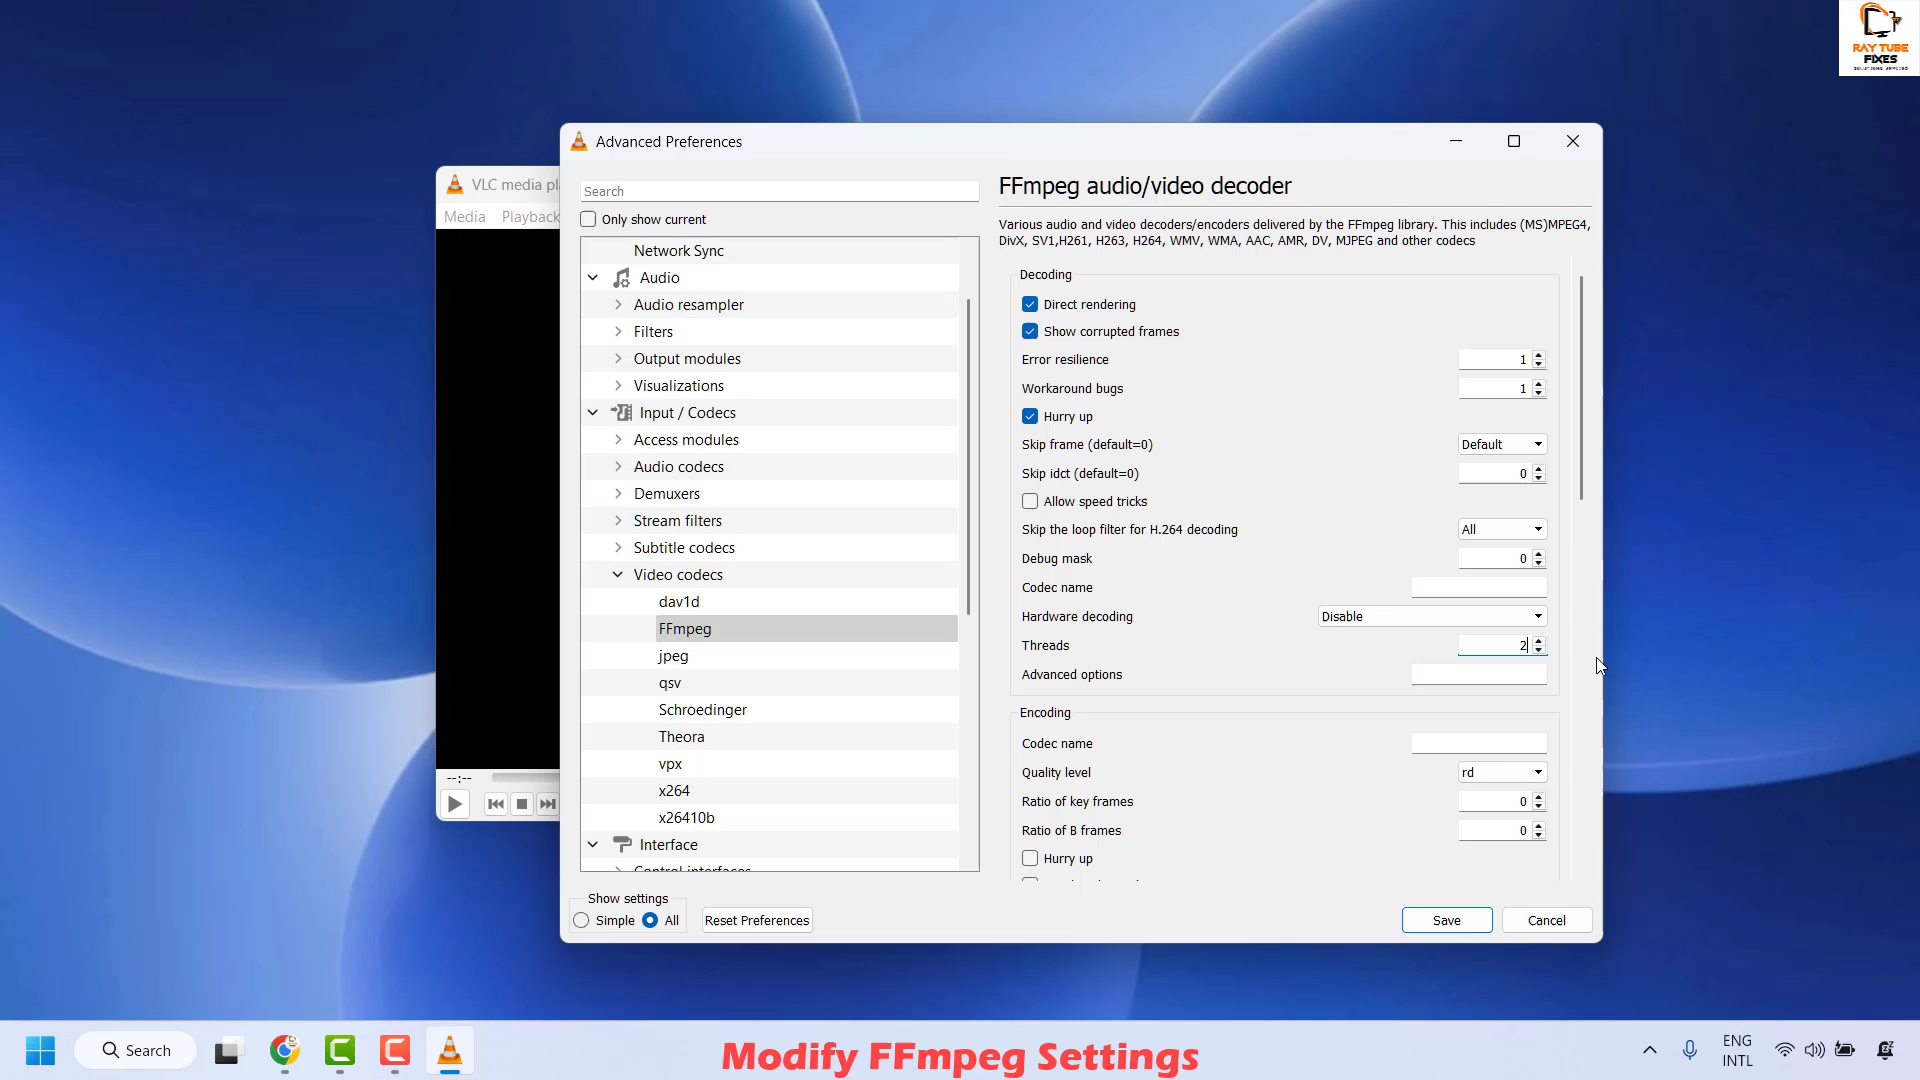 RAY TUBE
FIXES
SOLUTIONS APPLIED
VLC media pl
Media Playback
--:--
Advanced Preferences
Search
Only show current
Network Sync
Audio
Audio resampler
Filters
Output modules
Visualizations
Input / Codecs
Access modules
Audio codecs
Demuxers
Stream filters
Subtitle codecs
Video codecs
dav1d
FFmpeg
jpeg
qsv
Schroedinger
Theora
vpx
x264
x26410b
Interface
Control interfaces
Show settings
Simple All
Reset Preferences
FFmpeg audio/video decoder
Various audio and video decoders/encoders delivered by the FFmpeg library. This includes (MS)MPEG4,
DivX, SV1,H261, H263, H264, WMV, WMA, AAC, AMR, DV, MJPEG and other codecs
Decoding
Direct rendering
Show corrupted frames
Error resilience 1
Workaround bugs 1
Hurry up
Skip frame (default=0) Default
Skip idct (default=0) 0
Allow speed tricks
Skip the loop filter for H.264 decoding All
Debug mask 0
Codec name
Hardware decoding Disable
Threads 2
Advanced options
Encoding
Codec name
Quality level rd
Ratio of key frames 0
Ratio of B frames 0
Hurry up
Save Cancel
Search
Modify FFmpeg Settings
ENG
INTL